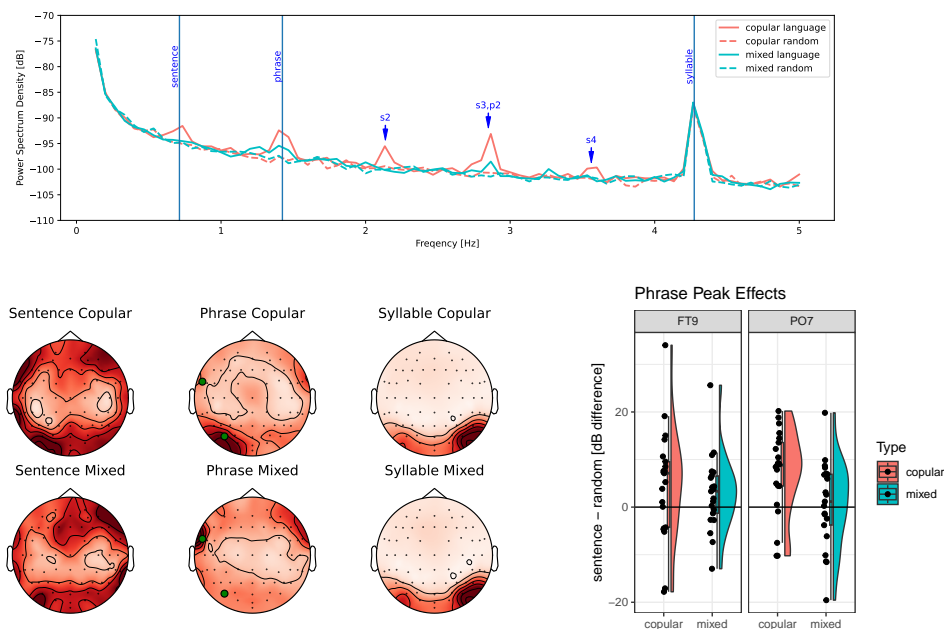 −70
−75
−80
−85
−90
−95
−100
−105
−110
Power Spectrum Density [dB]
sentence
phrase
s2
s3,p2
s4
syllable
copular language
copular random
mixed language
mixed random
0 1 2 3 4 5
Freqency [Hz]
Sentence Copular Phrase Copular Syllable Copular
Sentence Mixed Phrase Mixed Syllable Mixed
Phrase Peak Effects
FT9 PO7
sentence − random [dB difference]
20
0
−20
copular mixed copular mixed
Type
copular
mixed